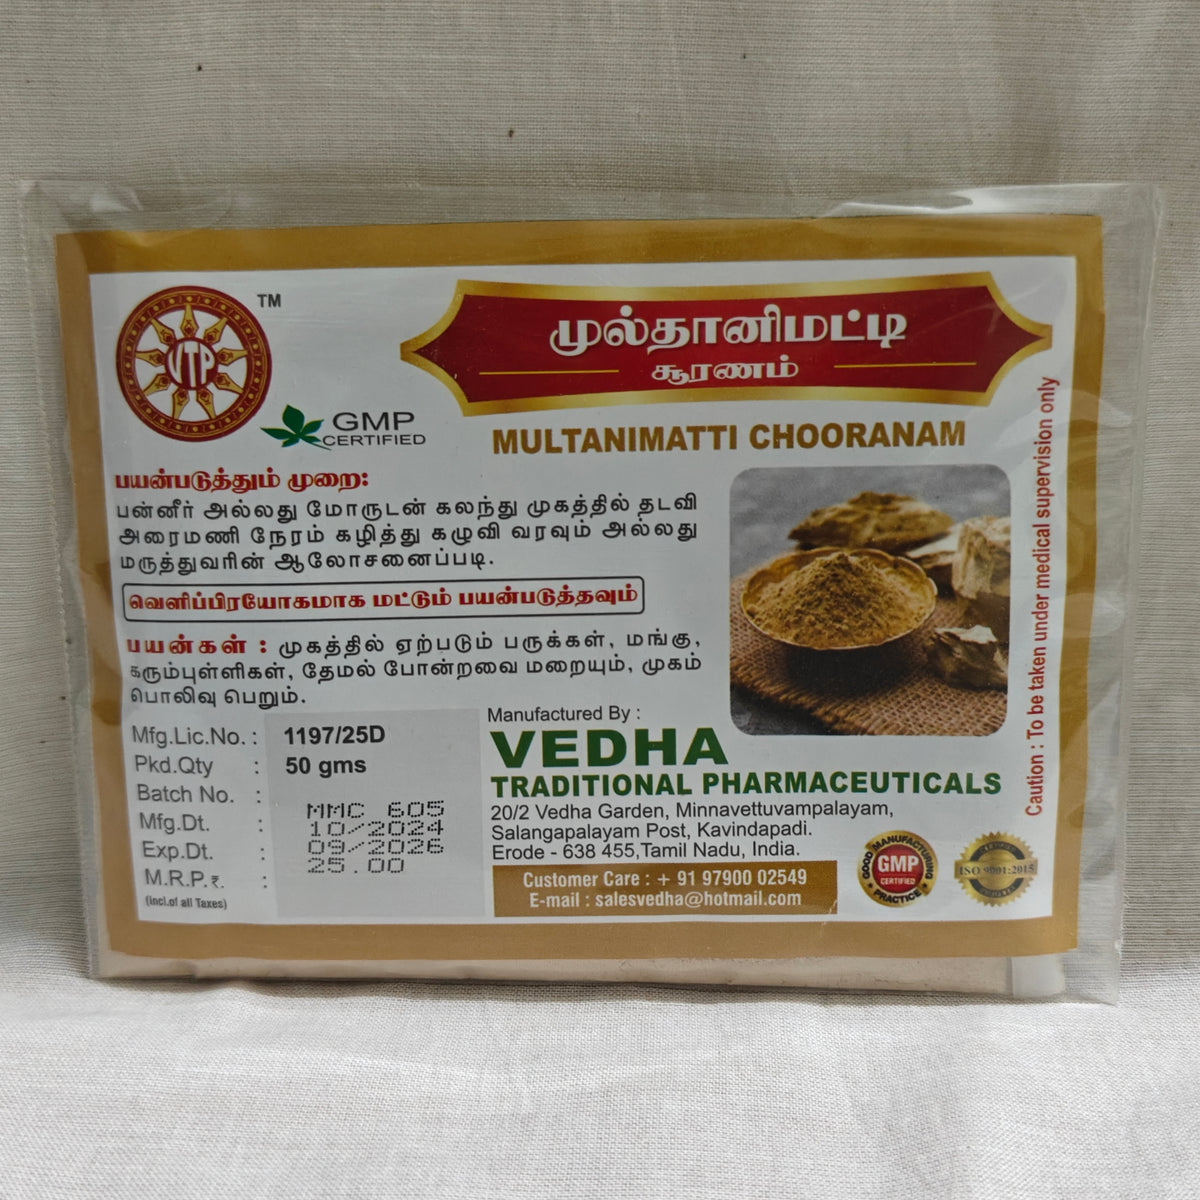 VTP
TM
GMP
CERTIFIED
முல்தானிமட்டி
சூரணம்
MULTANIMATTI CHOORANAM
பயன்படுத்தும் முறை:
பன்னீர் அல்லது மோருடன் கலந்து முகத்தில் தடவி
அரைமணி நேரம் கழித்து கழுவி வரவும் அல்லது
மருத்துவரின் ஆலோசனைப்படி.
வெளிப்பிரயோகமாக மட்டும் பயன்படுத்தவும்
பயன்கள் : முகத்தில் ஏற்படும் பருக்கள், மங்கு,
கரும்புள்ளிகள், தேமல் போன்றவை மறையும், முகம்
பொலிவு பெறும்.
Mfg.Lic.No. : 1197/25D
Pkd.Qty : 50 gms
Batch No. : MMC 605
Mfg.Dt. : 10/2024
Exp.Dt. : 09/2026
M.R.P.₹. : 25.00
(incl.of all Taxes)
Manufactured By :
VEDHA
TRADITIONAL PHARMACEUTICALS
20/2 Vedha Garden, Minnavettuvampalayam,
Salangapalayam Post, Kavindapadi.
Erode - 638 455,Tamil Nadu, India.
Customer Care : + 91 97900 02549
E-mail : salesvedha@hotmail.com
GOOD MANUFACTURING
GMP
CERTIFIED
PRACTICE
ISO 9001:2015
Caution : To be taken under medical supervision only